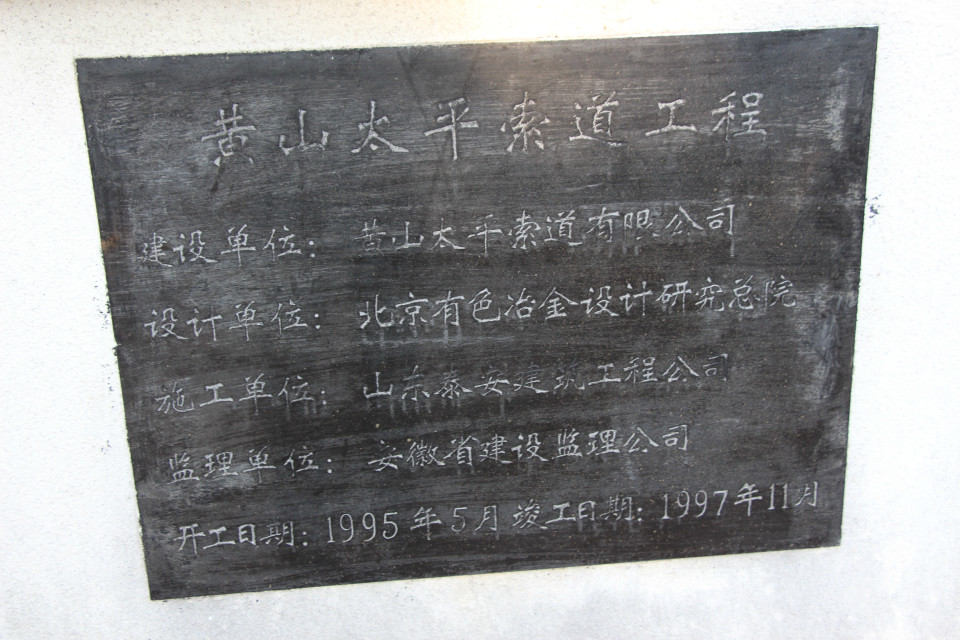 黄山太平索道工程
建设单位：黄山太平索道有限公司
设计单位：北京有色冶金设计研究总院
施工单位：山东泰安建筑工程公司
监理单位：安徽省建设监理公司
开工日期：1995年5月 竣工日期：1997年11月